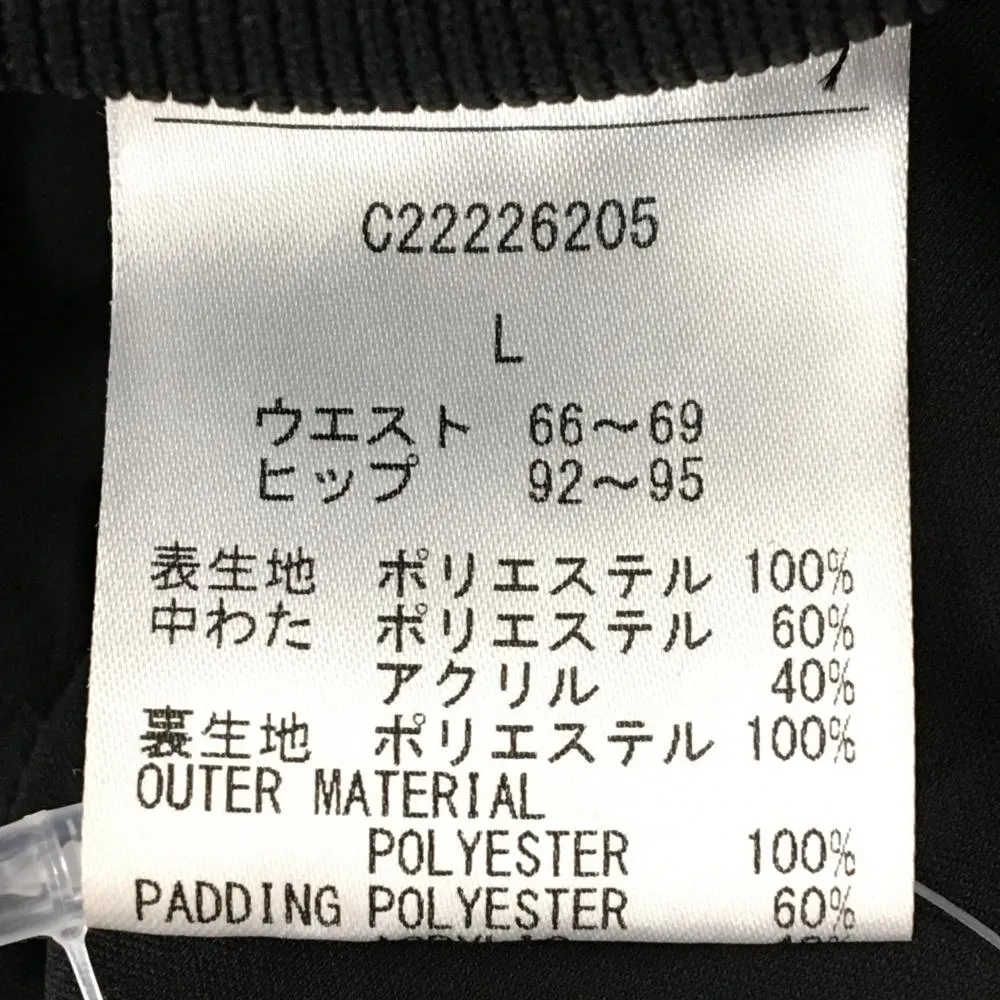 C22226205
L
ウエスト 66〜69
ヒップ 92〜95
表生地 ポリエステル 100%
中わた ポリエステル 60%
アクリル 40%
裏生地 ポリエステル 100%
OUTER MATERIAL
POLYESTER 100%
PADDING POLYESTER 60%